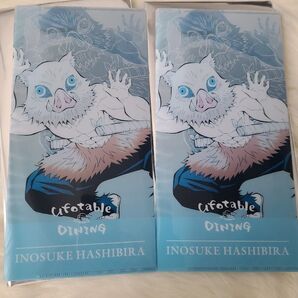 ufotable
DINING
INOSUKE HASHIBIRA
ufotable
DINING
INOSUKE HASHIBIRA